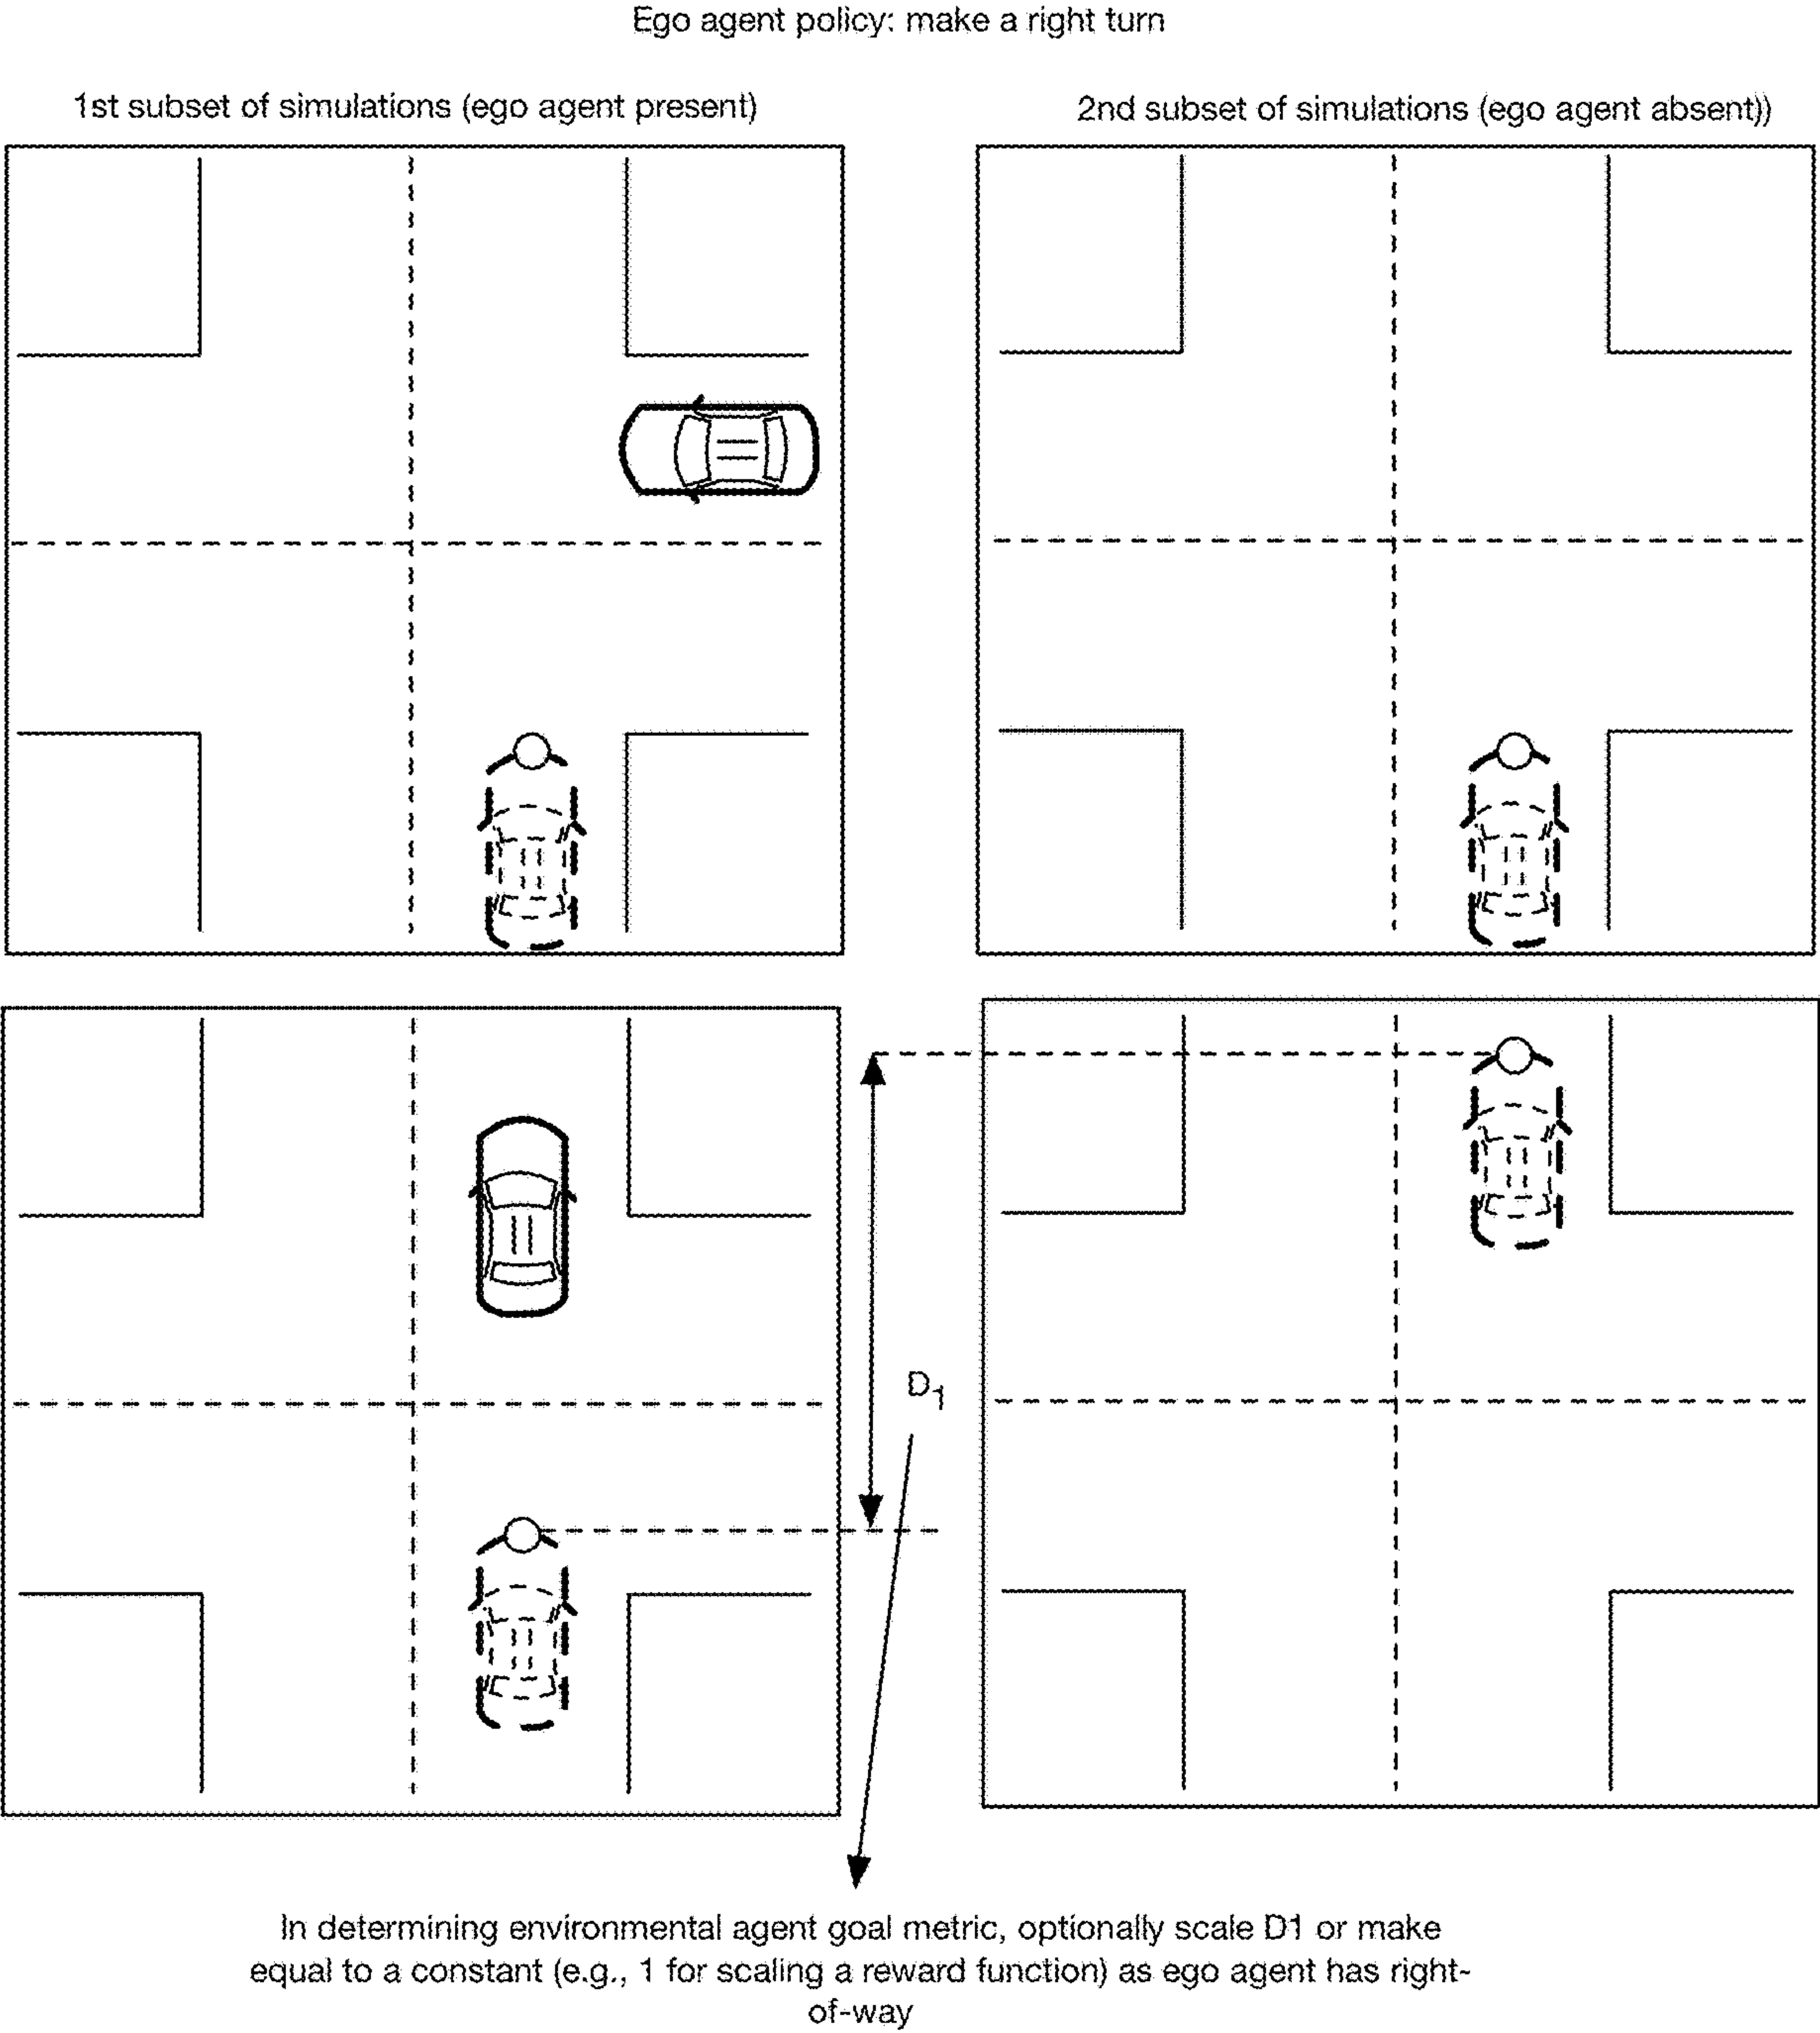 Ego agent policy: make a right turn
1st subset of simulations (ego agent present)
2nd subset of simulations (ego agent absent))
D1
In determining environmental agent goal metric, optionally scale D1 or make
equal to a constant (e.g., 1 for scaling a reward function) as ego agent has right-
of-way